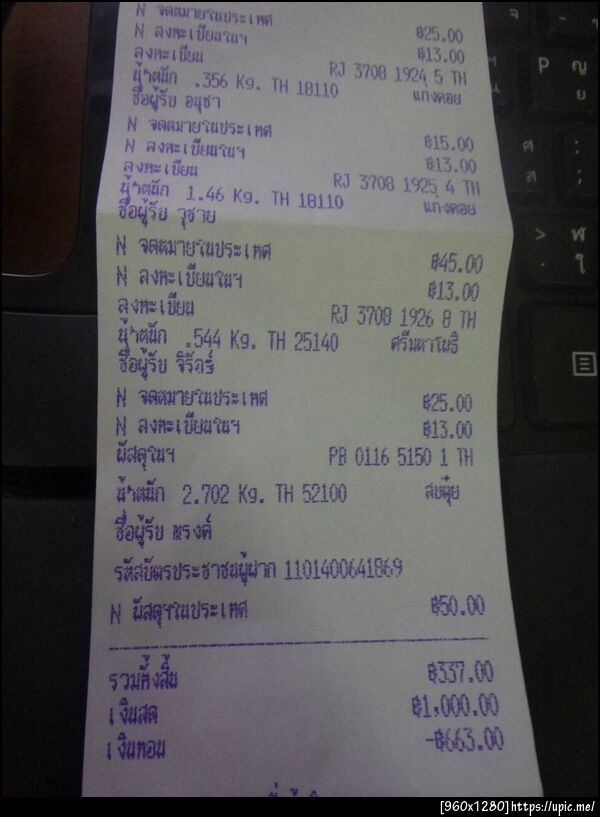 N จดหมายในประเทศ
N ลงทะเบียนในฯ ฿25.00
ลงทะเบียน ฿13.00
RJ 3708 1924 5 TH
น้ำหนัก .356 Kg. TH 18110 แก่งคอย
ชื่อผู้รับ อนุชา
N จดหมายในประเทศ ฿15.00
N ลงทะเบียนในฯ ฿13.00
ลงทะเบียน RJ 3708 1925 4 TH
น้ำหนัก 1.46 Kg. TH 18110 แก่งคอย
ชื่อผู้รับ วุชาย
N จดหมายในประเทศ ฿45.00
N ลงทะเบียนในฯ ฿13.00
ลงทะเบียน RJ 3708 1926 8 TH
น้ำหนัก .544 Kg. TH 25140 ศรีมหาโพธิ
ชื่อผู้รับ
N จดหมายในประเทศ ฿25.00
N ลงทะเบียนในฯ ฿13.00
พัสดุในฯ PB 0116 5150 1 TH
น้ำหนัก 2.702 Kg. TH 52100 สบตุ๋ย
ชื่อผู้รับ ทรงค์
รหัสบัตรประชาชนผู้ฝาก 1101400641869
N พัสดุฯในประเทศ ฿50.00
รวมทั้งสิ้น ฿337.00
เงินสด ฿1,000.00
เงินทอน -฿663.00
[960x1280]https://upic.me/